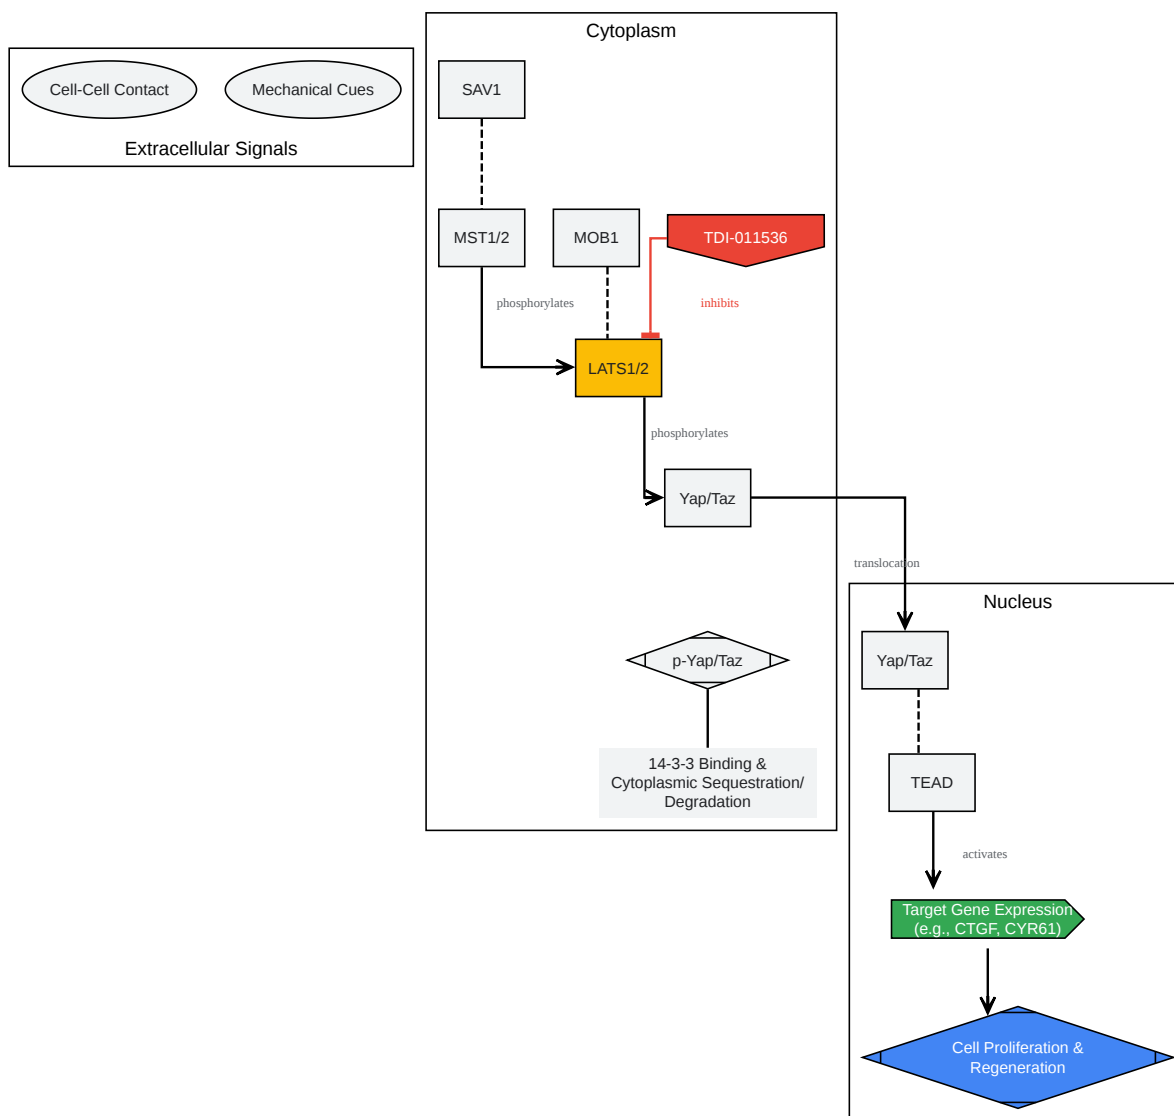 Cytoplasm
Cell-Cell Contact
Mechanical Cues
Extracellular Signals
SAV1
MST1/2
MOB1
TDI-011536
phosphorylates
inhibits
LATS1/2
phosphorylates
Yap/Taz
translocation
Nucleus
Yap/Taz
p-Yap/Taz
14-3-3 Binding &
Cytoplasmic Sequestration/
Degradation
TEAD
activates
Target Gene Expression
(e.g., CTGF, CYR61)
Cell Proliferation &
Regeneration